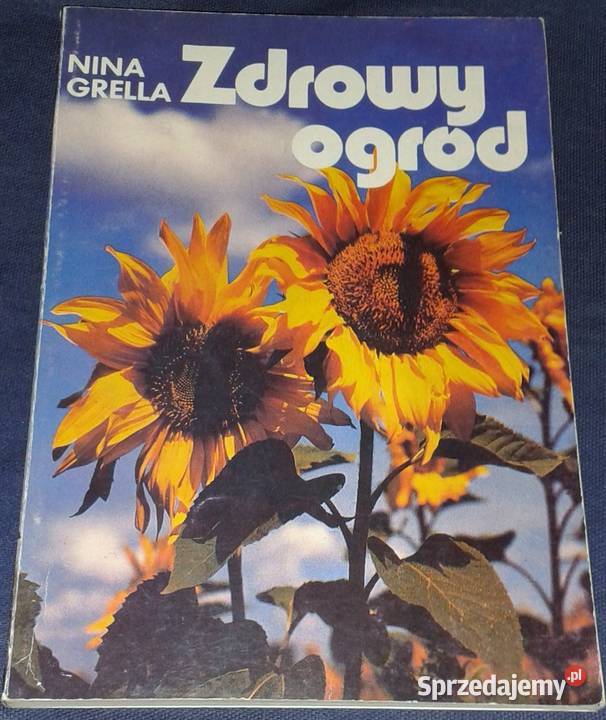 NINA
GRELLA
Zdrowy
ogród
Sprzedajemy.pl